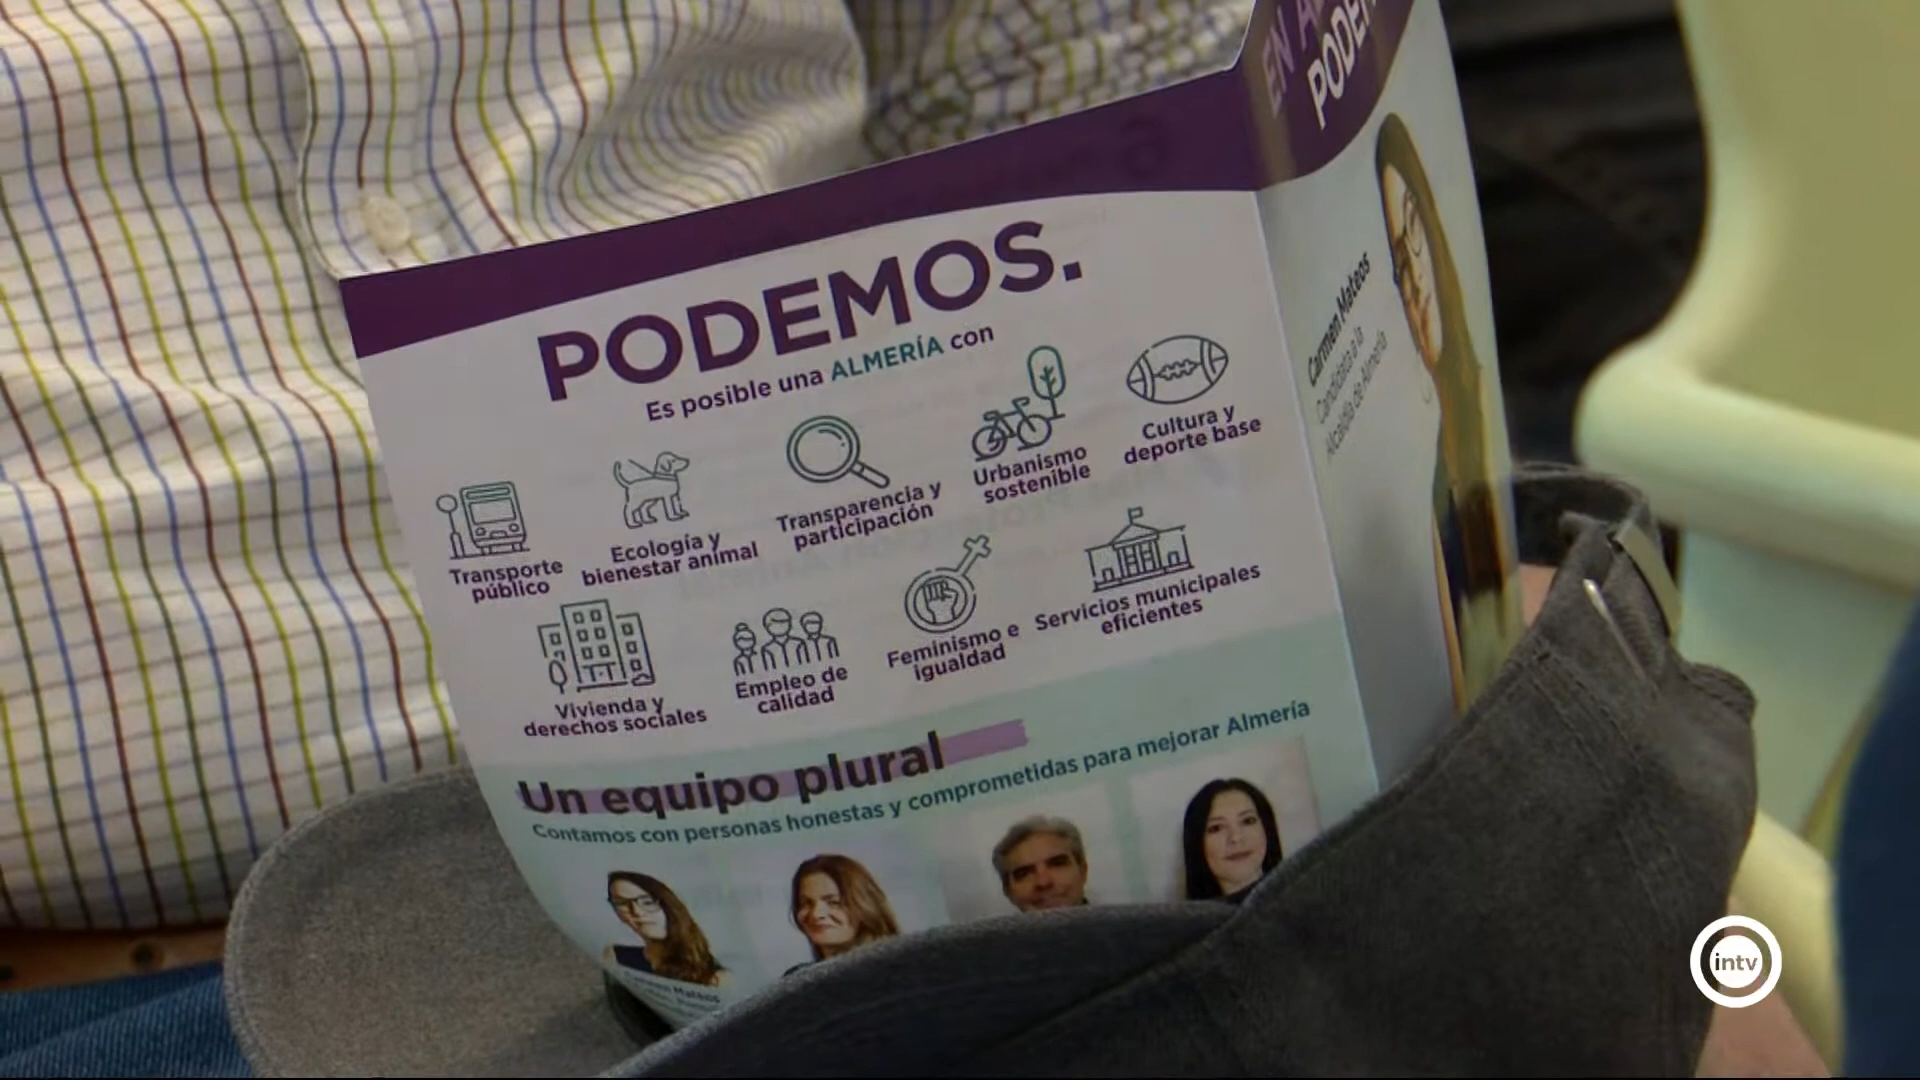 EN A
PODEM
PODEMOS.
Es posible una ALMERÍA con
Transporte
público
Ecología y
bienestar animal
Transparencia y
participación
Urbanismo
sostenible
Cultura y
deporte base
Vivienda y
derechos sociales
Empleo de
calidad
Feminismo e
igualdad
Servicios municipales
eficientes
Un equipo plural
Contamos con personas honestas y comprometidas para mejorar Almería
Mateos
Carmen Mateos
Candidata a la
Alcaldía de Almería
intv